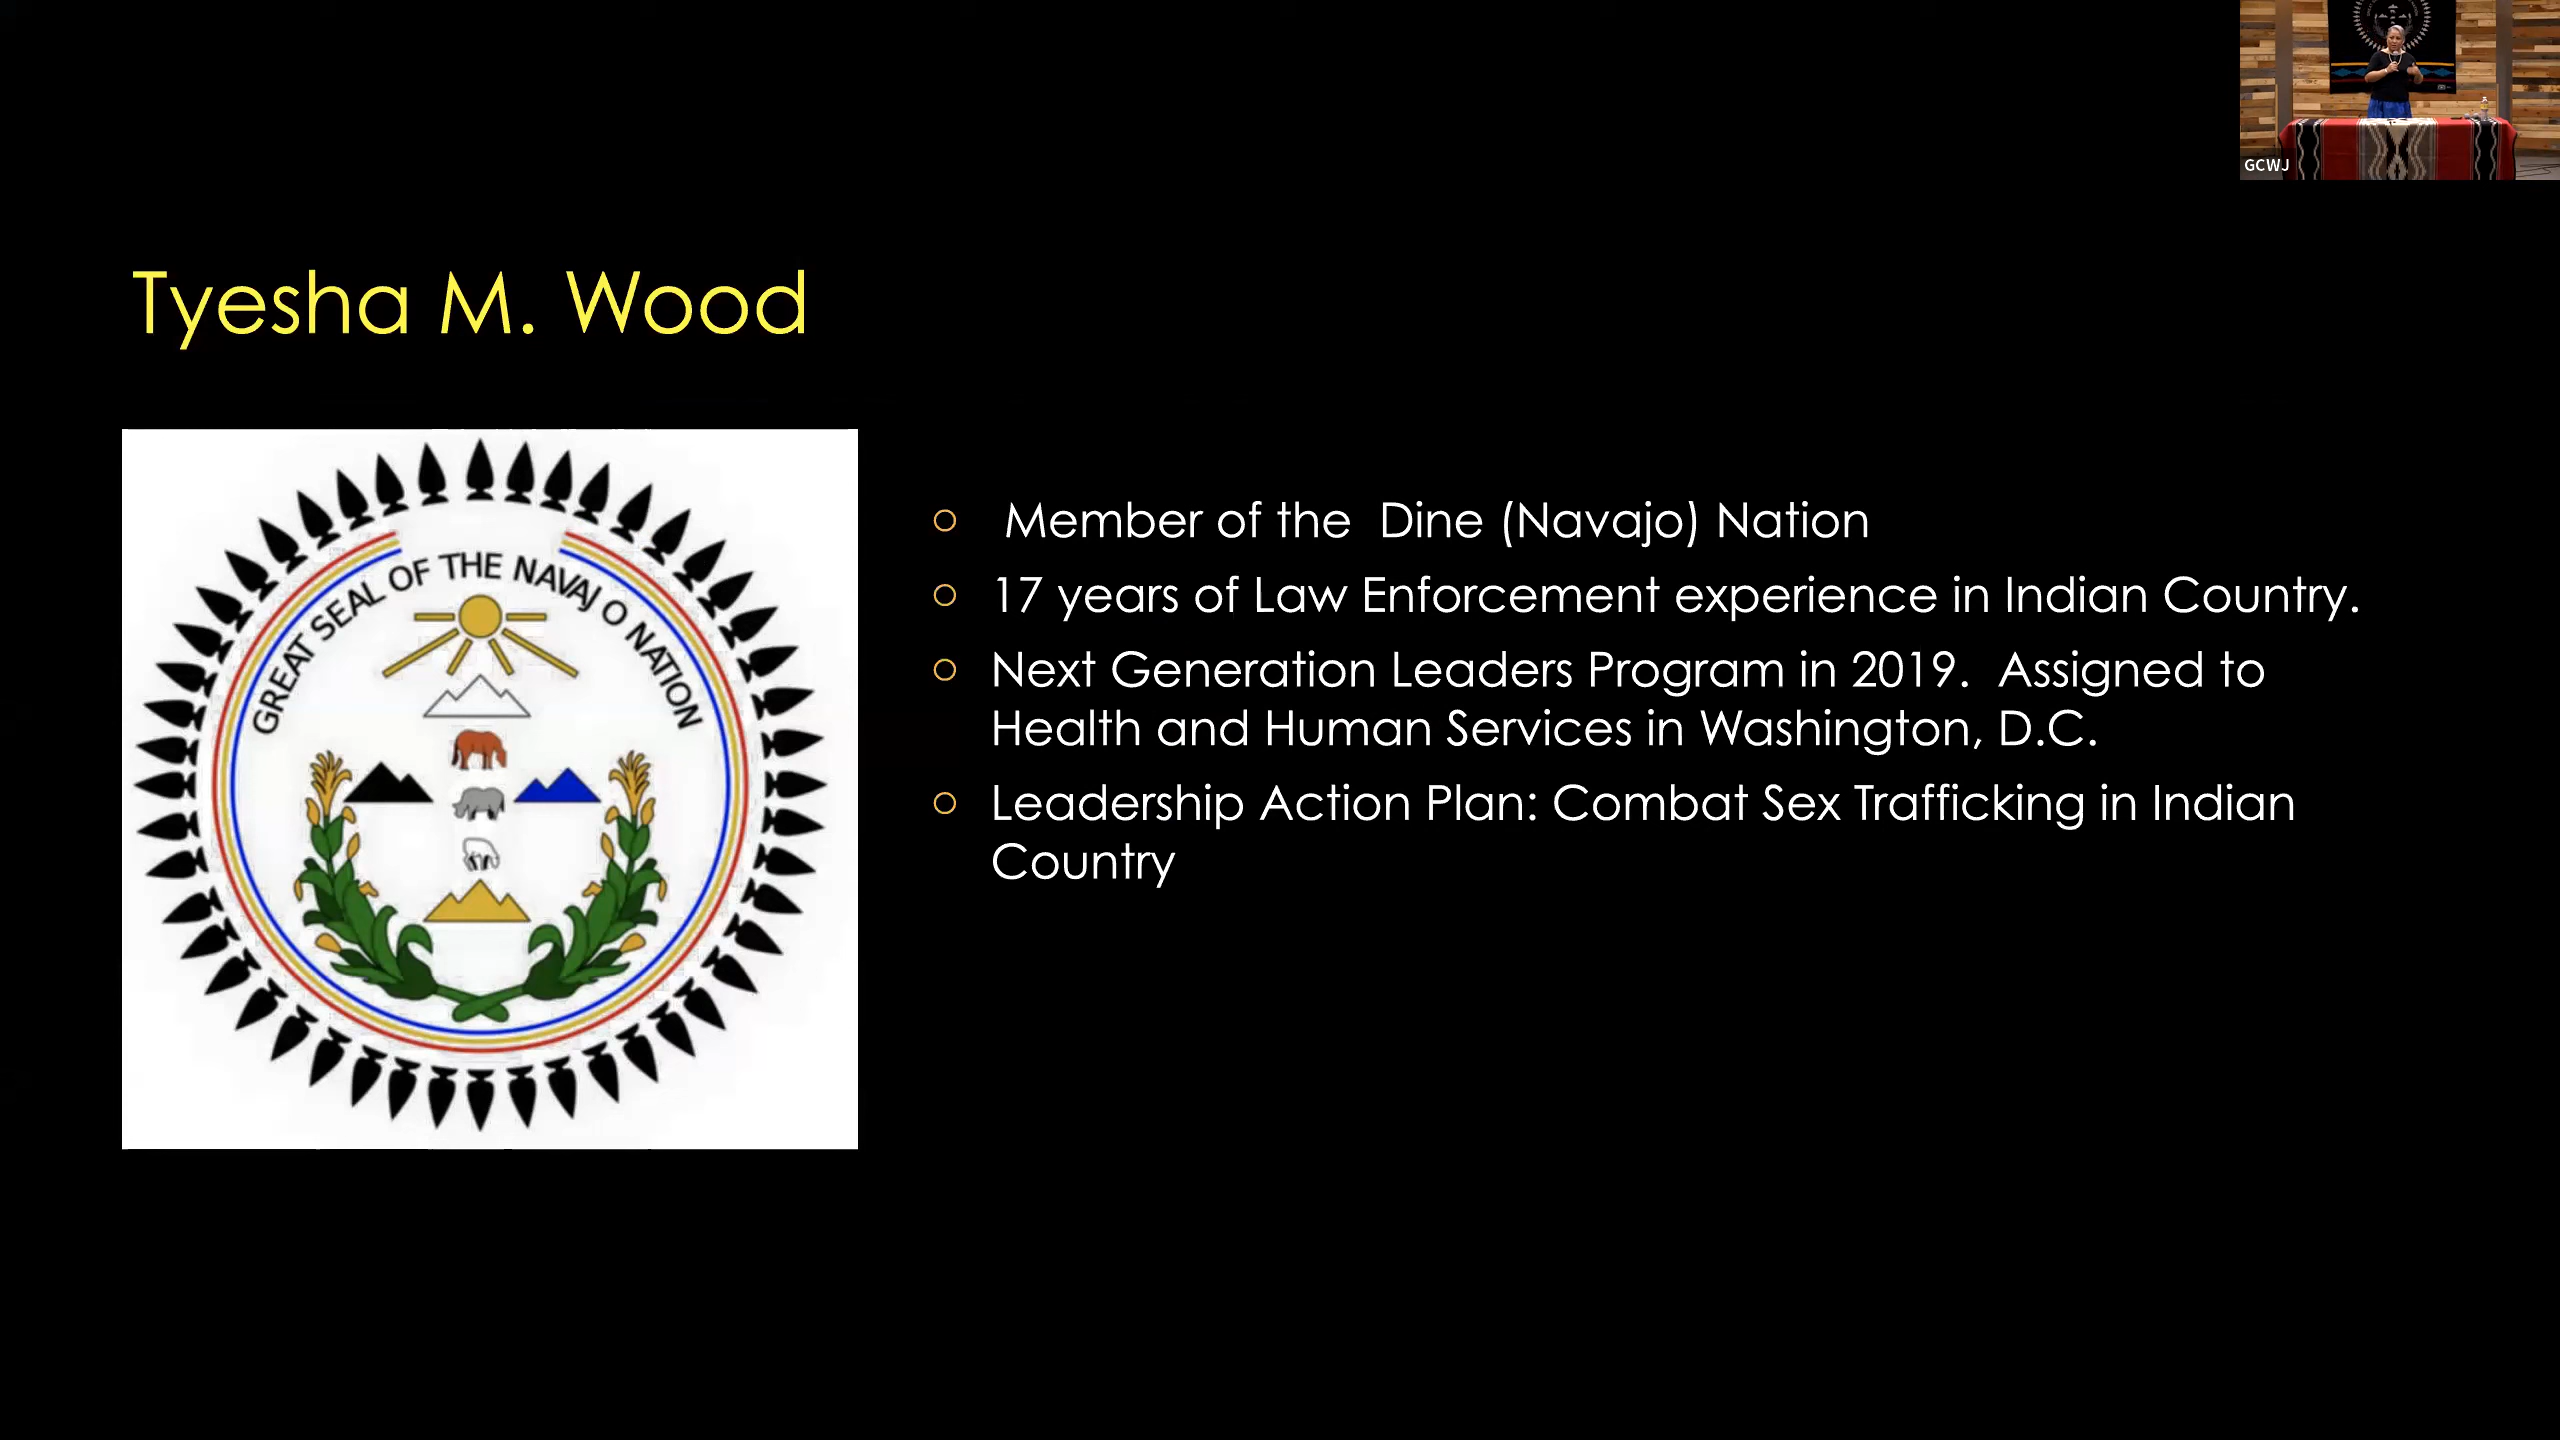 GCWJ
Tyesha M. Wood
GREAT SEAL OF THE NAVAJO NATION
Member of the Dine (Navajo) Nation
17 years of Law Enforcement experience in Indian Country.
Next Generation Leaders Program in 2019. Assigned to
Health and Human Services in Washington, D.C.
Leadership Action Plan: Combat Sex Trafficking in Indian
Country